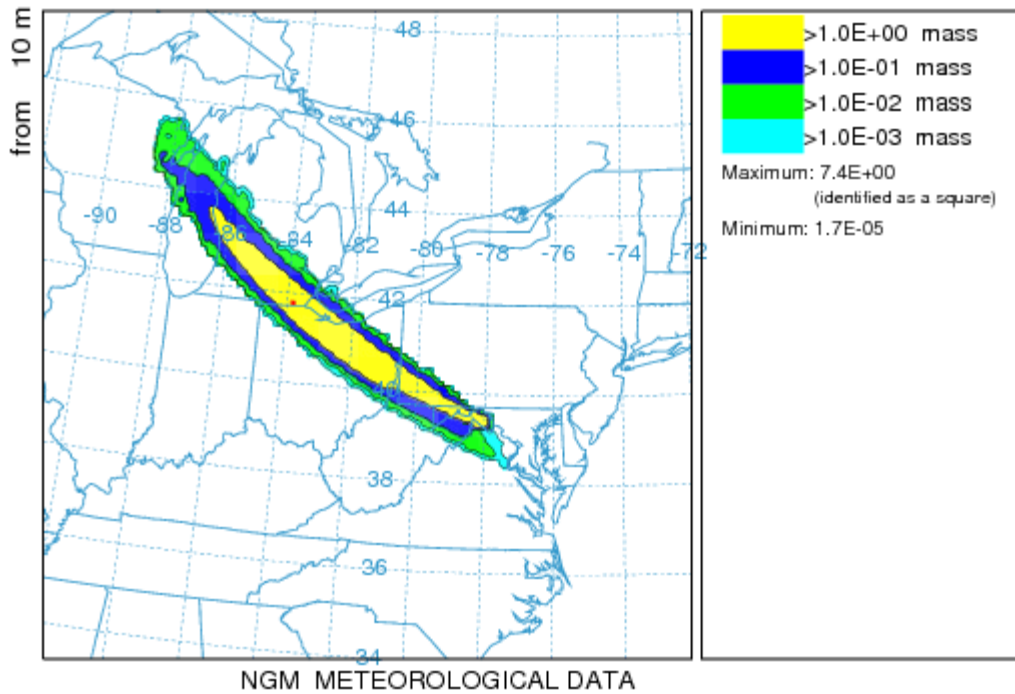 from 10 m
48
46
44
-90
-88
-86
-84
-82
-80
-78
-76
-74
-72
42
40
38
36
34
>1.0E+00 mass
>1.0E-01 mass
>1.0E-02 mass
>1.0E-03 mass
Maximum: 7.4E+00
(identified as a square)
Minimum: 1.7E-05
NGM METEOROLOGICAL DATA